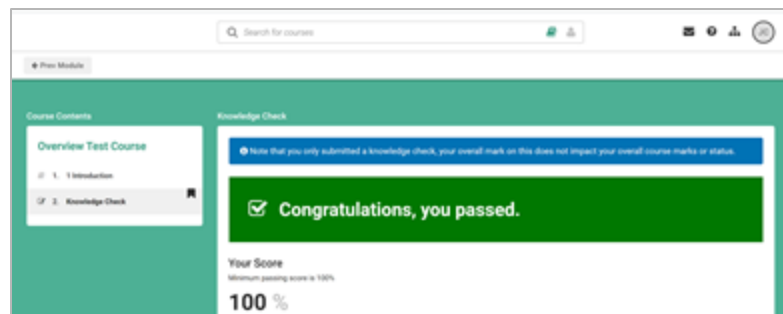 Search for courses
Prev Module
Course Contents
Overview Test Course
1. 1 Introduction
2. Knowledge Check
Knowledge Check
Note that you only submitted a knowledge check, your overall mark on this does not impact your overall course marks or status.
Congratulations, you passed.
Your Score
Minimum passing score is 100%
100 %